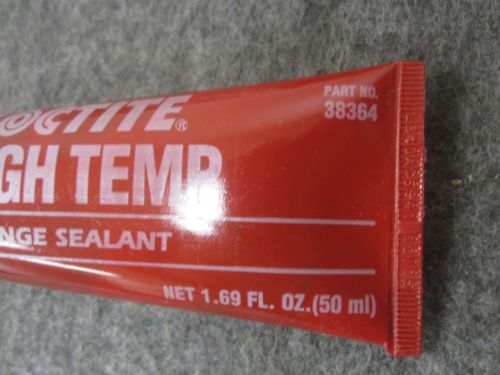 PART NO.
38364
OCTITE®
GH TEMP
NGE SEALANT
NET 1.69 FL. OZ.(50 ml)